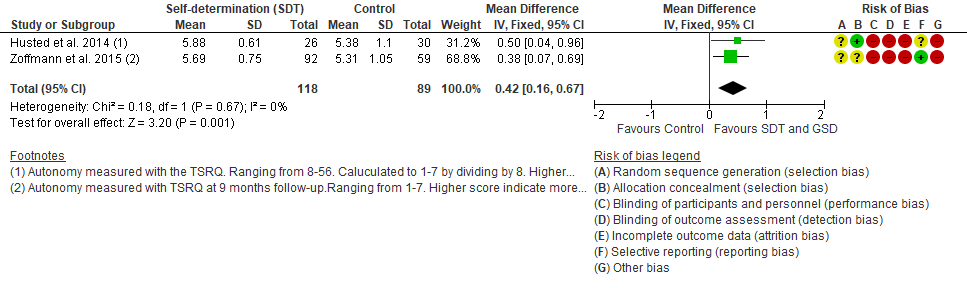 Self-determination (SDT) Control Mean Difference Mean Difference Risk of Bias
Study or Subgroup Mean SD Total Mean SD Total Weight IV, Fixed, 95% CI IV, Fixed, 95% CI A B C D E F G
Husted et al. 2014 (1) 5.88 0.61 26 5.38 1.1 30 31.2% 0.50 [0.04, 0.96] ? + − − − ? −
Zoffmann et al. 2015 (2) 5.69 0.75 92 5.31 1.05 59 68.8% 0.38 [0.07, 0.69] ? ? − − − + −
Total (95% CI) 118 89 100.0% 0.42 [0.16, 0.67]
Heterogeneity: Chi² = 0.18, df = 1 (P = 0.67); I² = 0%
Test for overall effect: Z = 3.20 (P = 0.001)
-2 -1 0 1 2
Favours Control Favours SDT and GSD
Footnotes
(1) Autonomy measured with the TSRQ. Ranging from 8-56. Caluculated to 1-7 by dividing by 8. Higher...
(2) Autonomy measured with TSRQ at 9 months follow-up.Ranging from 1-7. Higher score indicate more...
Risk of bias legend
(A) Random sequence generation (selection bias)
(B) Allocation concealment (selection bias)
(C) Blinding of participants and personnel (performance bias)
(D) Blinding of outcome assessment (detection bias)
(E) Incomplete outcome data (attrition bias)
(F) Selective reporting (reporting bias)
(G) Other bias